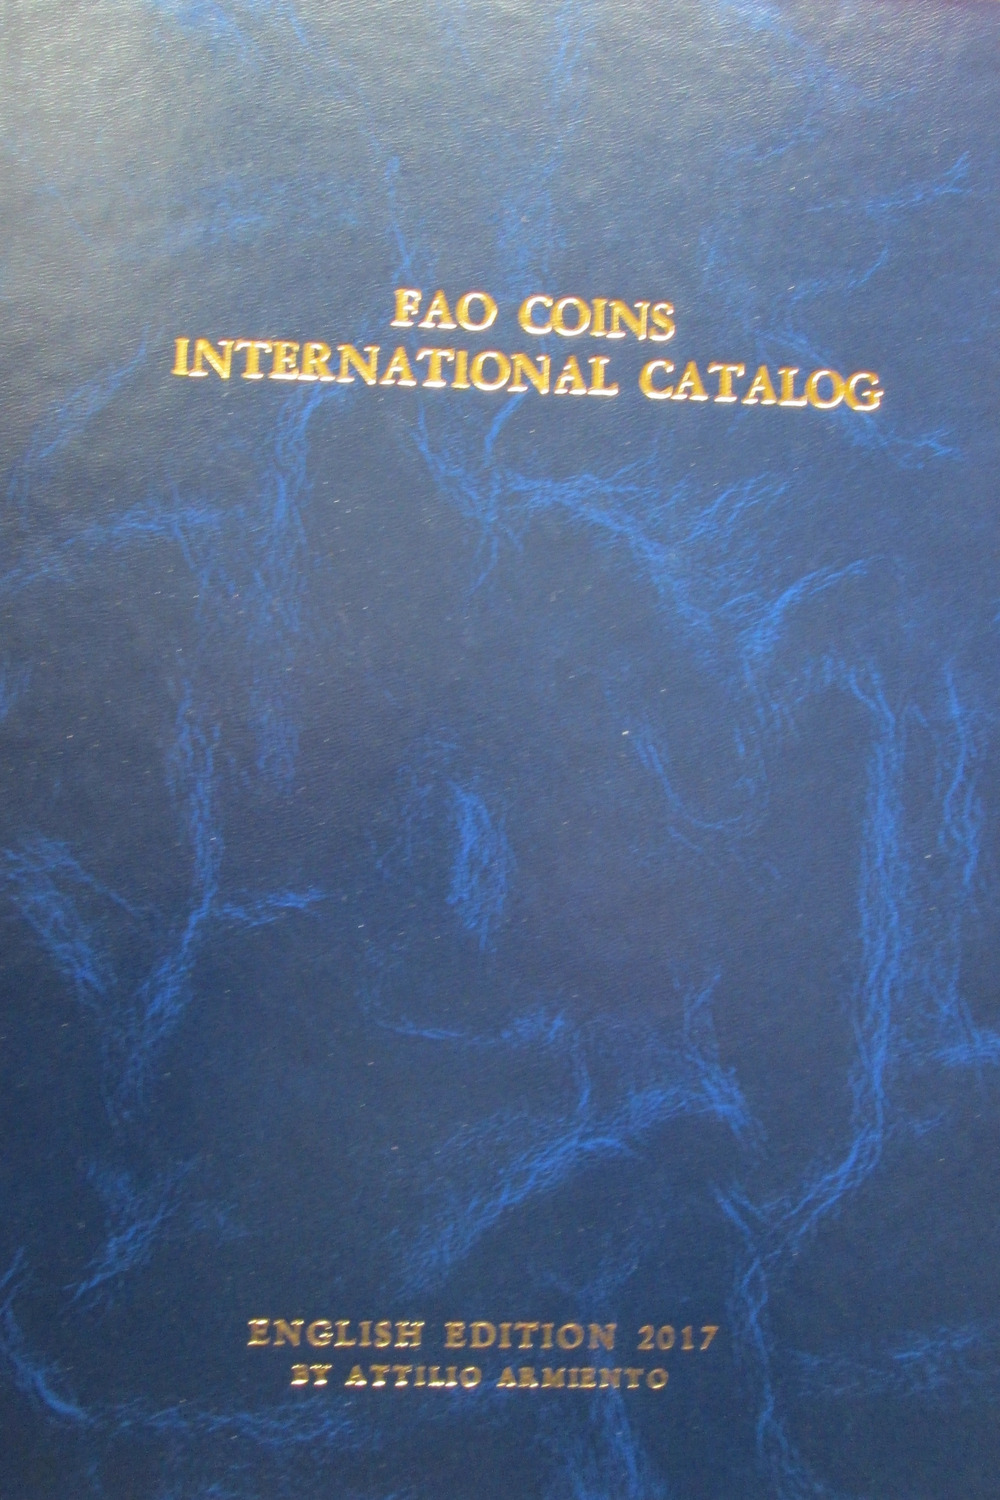 FAO COINS
INTERNATIONAL CATALOG
ENGLISH EDITION 2017
BY ATTILIO ARMIENTO